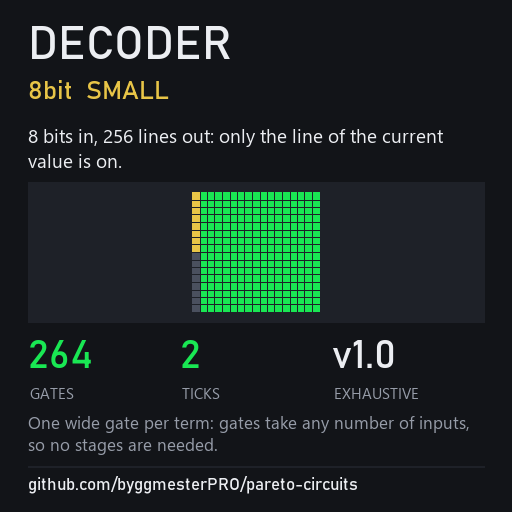 DECODER
8bit SMALL
8 bits in, 256 lines out: only the line of the current
value is on.
264 2 v1.0
GATES TICKS EXHAUSTIVE
One wide gate per term: gates take any number of inputs,
so no stages are needed.
github.com/byggmesterPRO/pareto-circuits